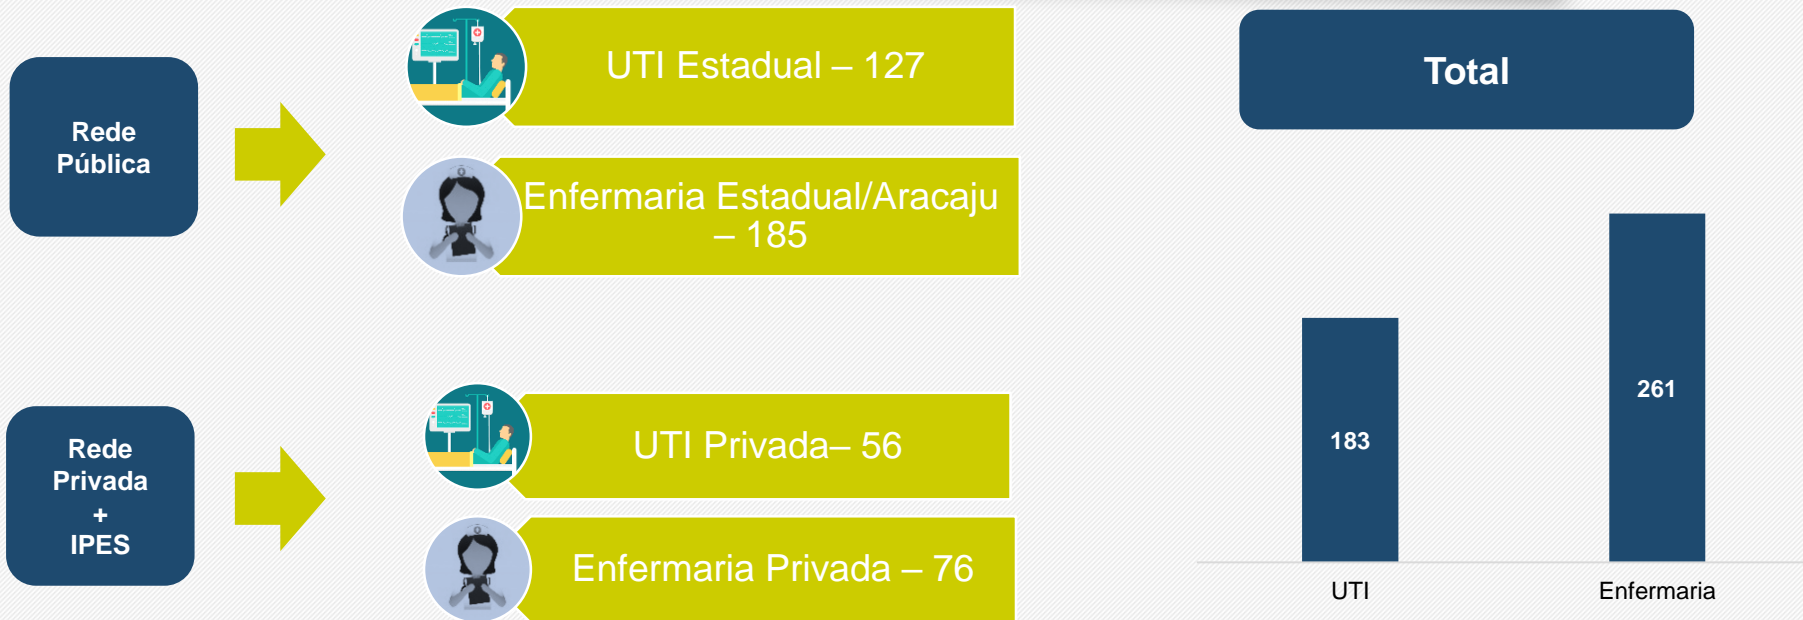 Rede
Pública
UTI Estadual – 127
Enfermaria Estadual/Aracaju
– 185
Rede
Privada
+
IPES
UTI Privada– 56
Enfermaria Privada – 76
Total
183
261
UTI
Enfermaria